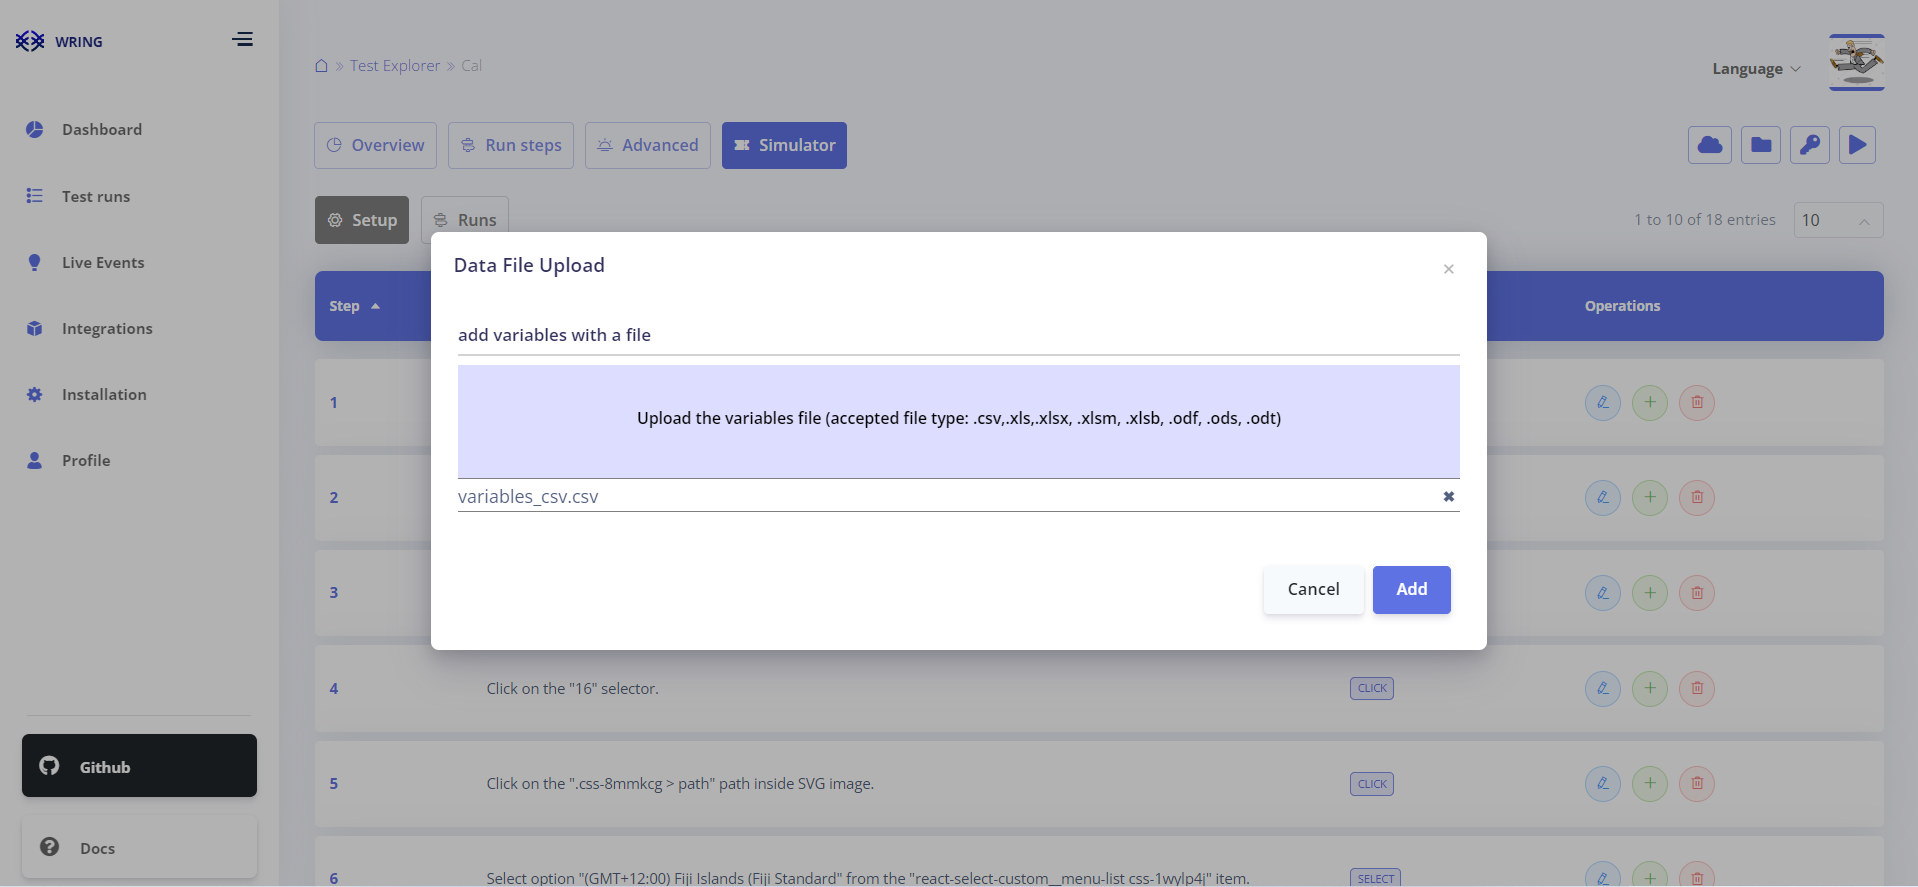 WRING
Dashboard
Test runs
Live Events
Integrations
Installation
Profile
Github
Docs
» Test Explorer » Cal
Language
Overview
Run steps
Advanced
Simulator
Setup
Runs
1 to 10 of 18 entries
10
Step
Operations
Data File Upload
×
add variables with a file
Upload the variables file (accepted file type: .csv,.xls,.xlsx, .xlsm, .xlsb, .odf, .ods, .odt)
variables_csv.csv
Cancel
Add
1
2
3
4 Click on the "16" selector. CLICK
5 Click on the ".css-8mmkcg > path" path inside SVG image. CLICK
6 Select option "(GMT+12:00) Fiji Islands (Fiji Standard" from the "react-select-custom__menu-list css-1wylp4j" item. SELECT